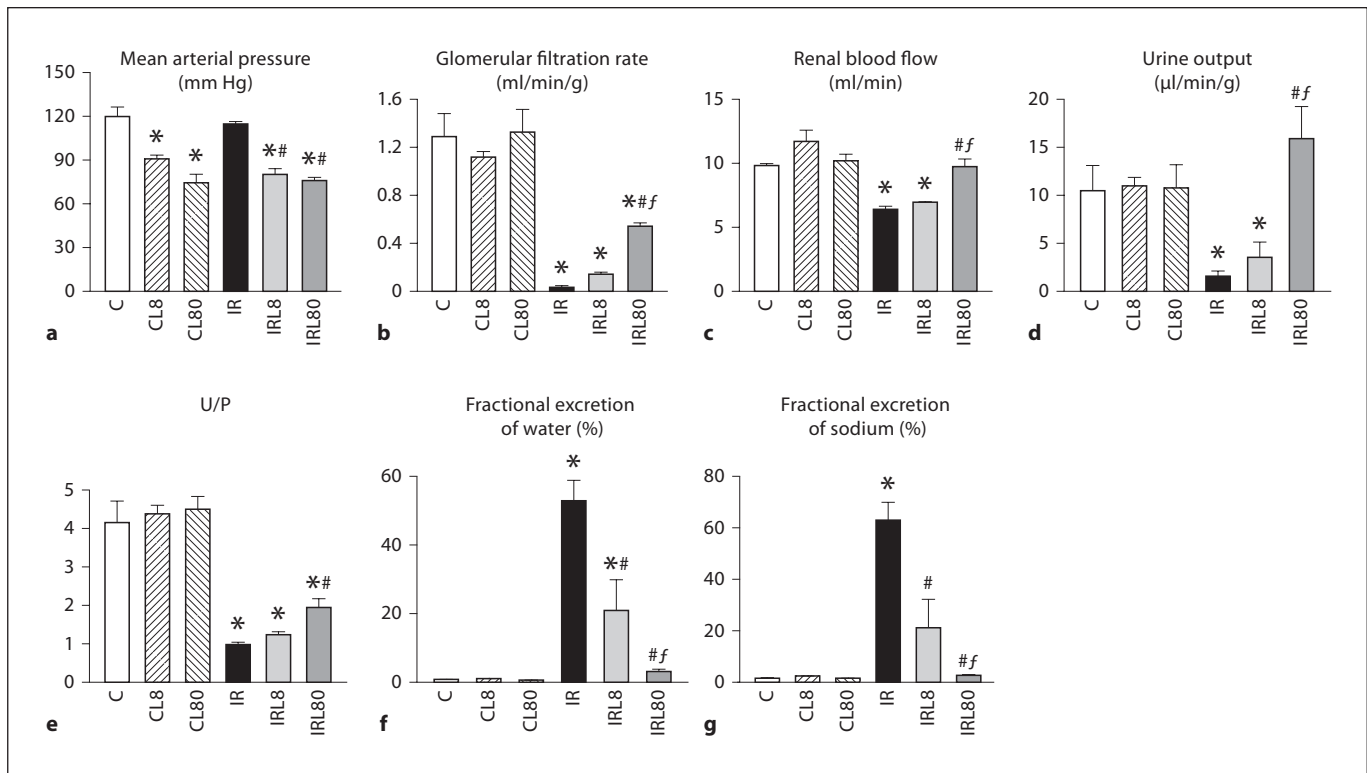 Mean arterial pressure
(mm Hg)
150
120
90
60
30
0
*
*
*#
*#
C
CL8
CL80
IR
IRL8
IRL80
a
Glomerular filtration rate
(ml/min/g)
1.6
1.2
0.8
0.4
0
*
*
*#ƒ
C
CL8
CL80
IR
IRL8
IRL80
b
Renal blood flow
(ml/min)
15
10
5
0
*
*
#ƒ
C
CL8
CL80
IR
IRL8
IRL80
c
Urine output
(µl/min/g)
20
15
10
5
0
*
*
#ƒ
C
CL8
CL80
IR
IRL8
IRL80
d
U/P
5
4
3
2
1
0
*
*
*#
C
CL8
CL80
IR
IRL8
IRL80
e
Fractional excretion
of water (%)
60
40
20
0
*
*#
#ƒ
C
CL8
CL80
IR
IRL8
IRL80
f
Fractional excretion
of sodium (%)
80
60
40
20
0
*
#
#ƒ
C
CL8
CL80
IR
IRL8
IRL80
g